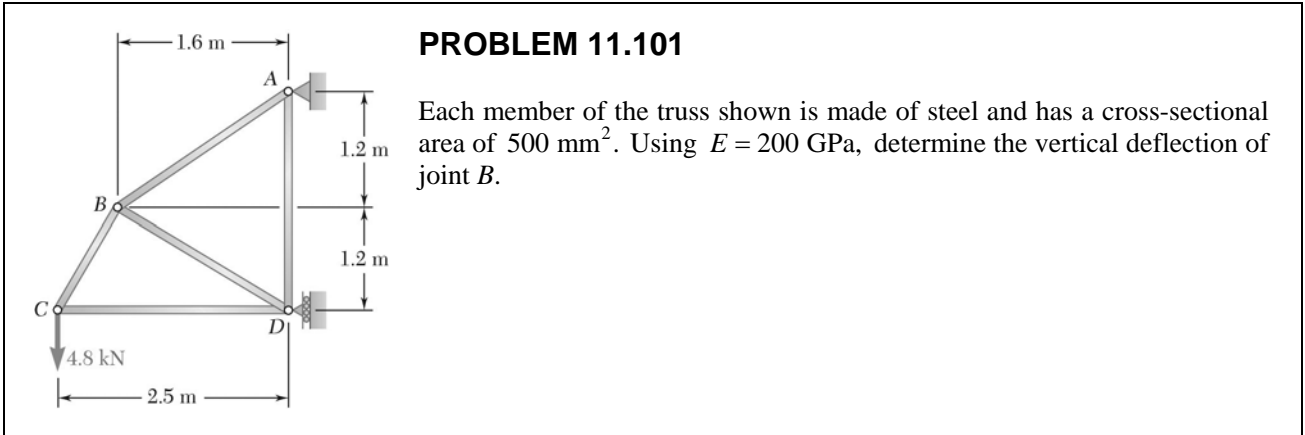 PROBLEM 11.101
Each member of the truss shown is made of steel and has a cross-sectional
area of 500 mm². Using E = 200 GPa, determine the vertical deflection of
joint B.
1.6 m
A
1.2 m
B
1.2 m
C
D
4.8 kN
2.5 m